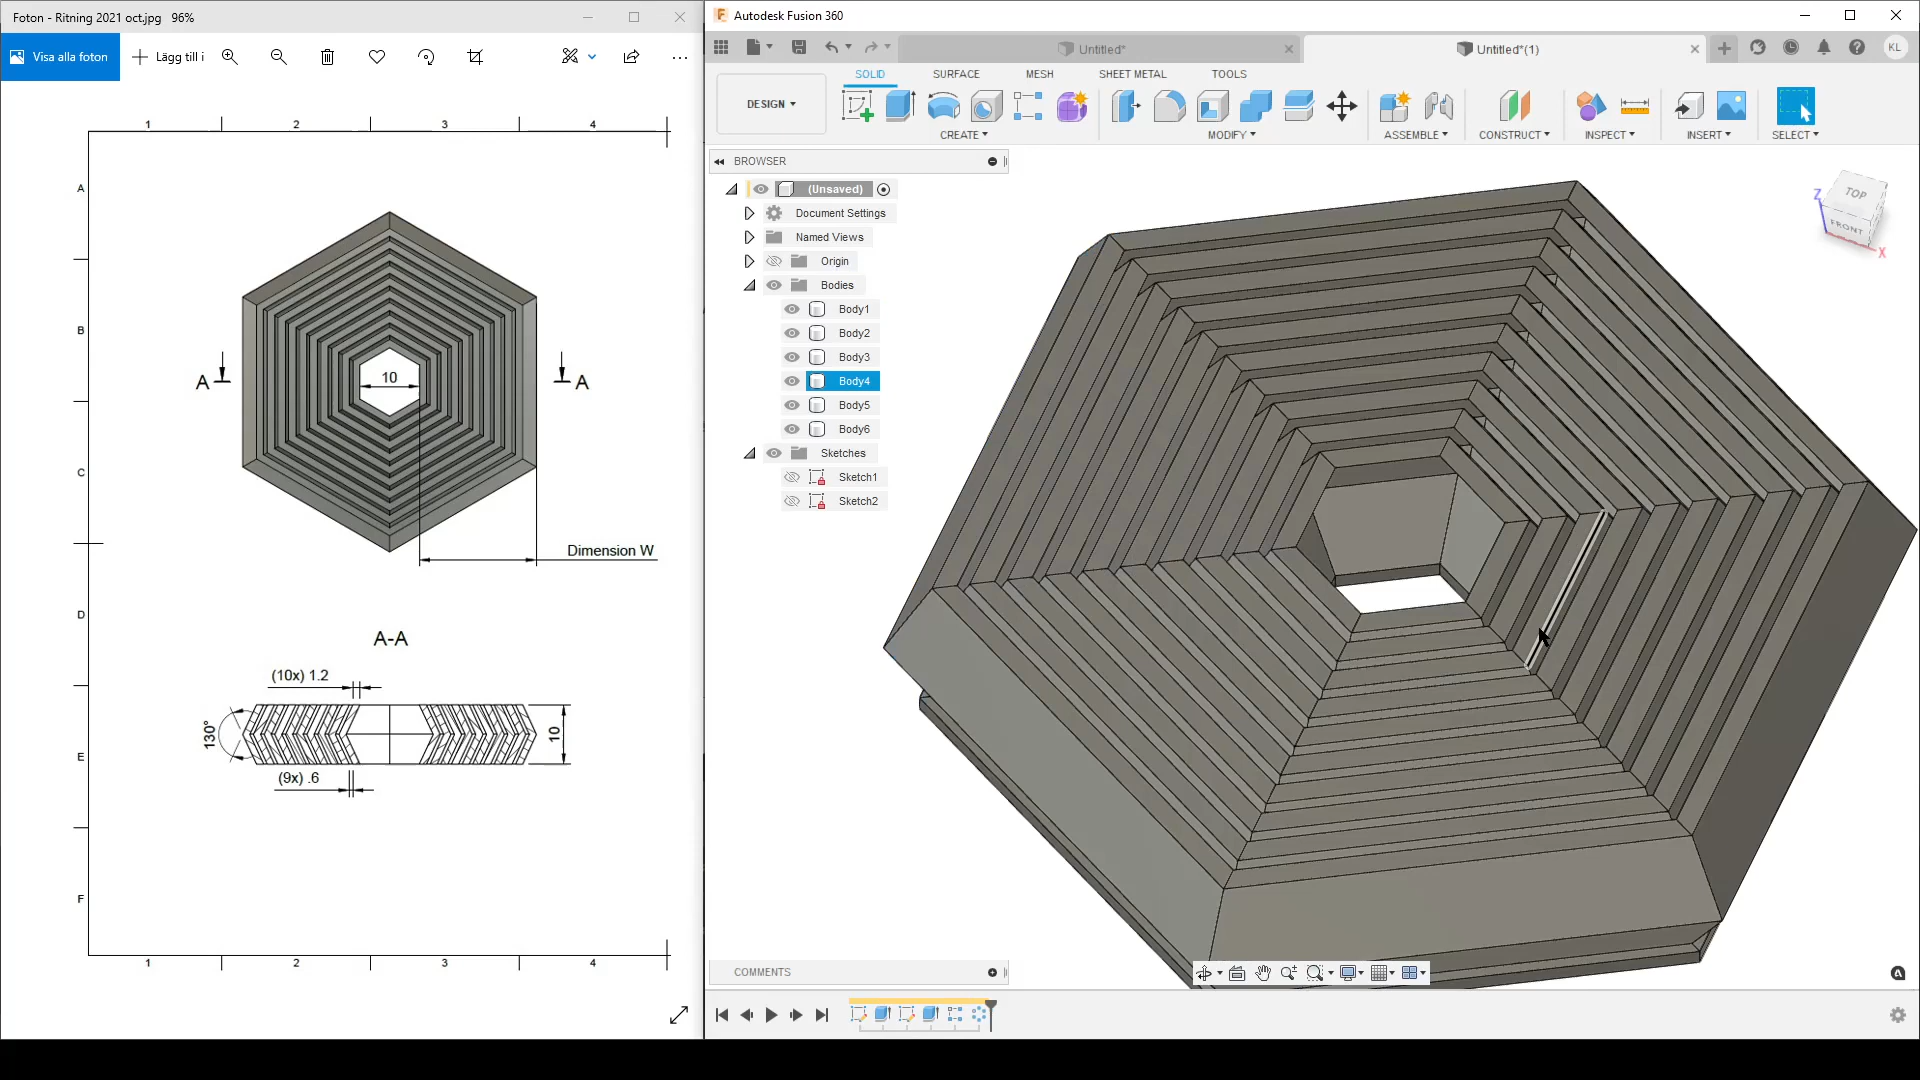 Foton - Ritning 2021 oct.jpg 96%
Visa alla foton
Lägg till i
1 2 3 4
A
B
C
D
E
F
10
A A
Dimension W
A-A
(10x) 1.2
130°
10
(9x) .6
1 2 3 4
Autodesk Fusion 360
Untitled*
Untitled*(1)
KL
SOLID SURFACE MESH SHEET METAL TOOLS
DESIGN
CREATE MODIFY ASSEMBLE CONSTRUCT INSPECT INSERT SELECT
BROWSER
(Unsaved)
Document Settings
Named Views
Origin
Bodies
Body1
Body2
Body3
Body4
Body5
Body6
Sketches
Sketch1
Sketch2
TOP
FRONT
Z
X
COMMENTS